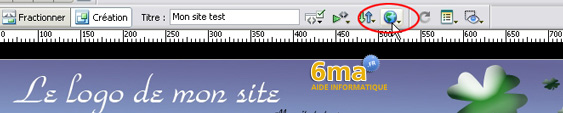 Fractionner Création Titre : Mon site test
0 50 100 150 200 250 300 350 400 450 500 550 600 650 700
6ma .FR
AIDE INFORMATIQUE
Le logo de mon site